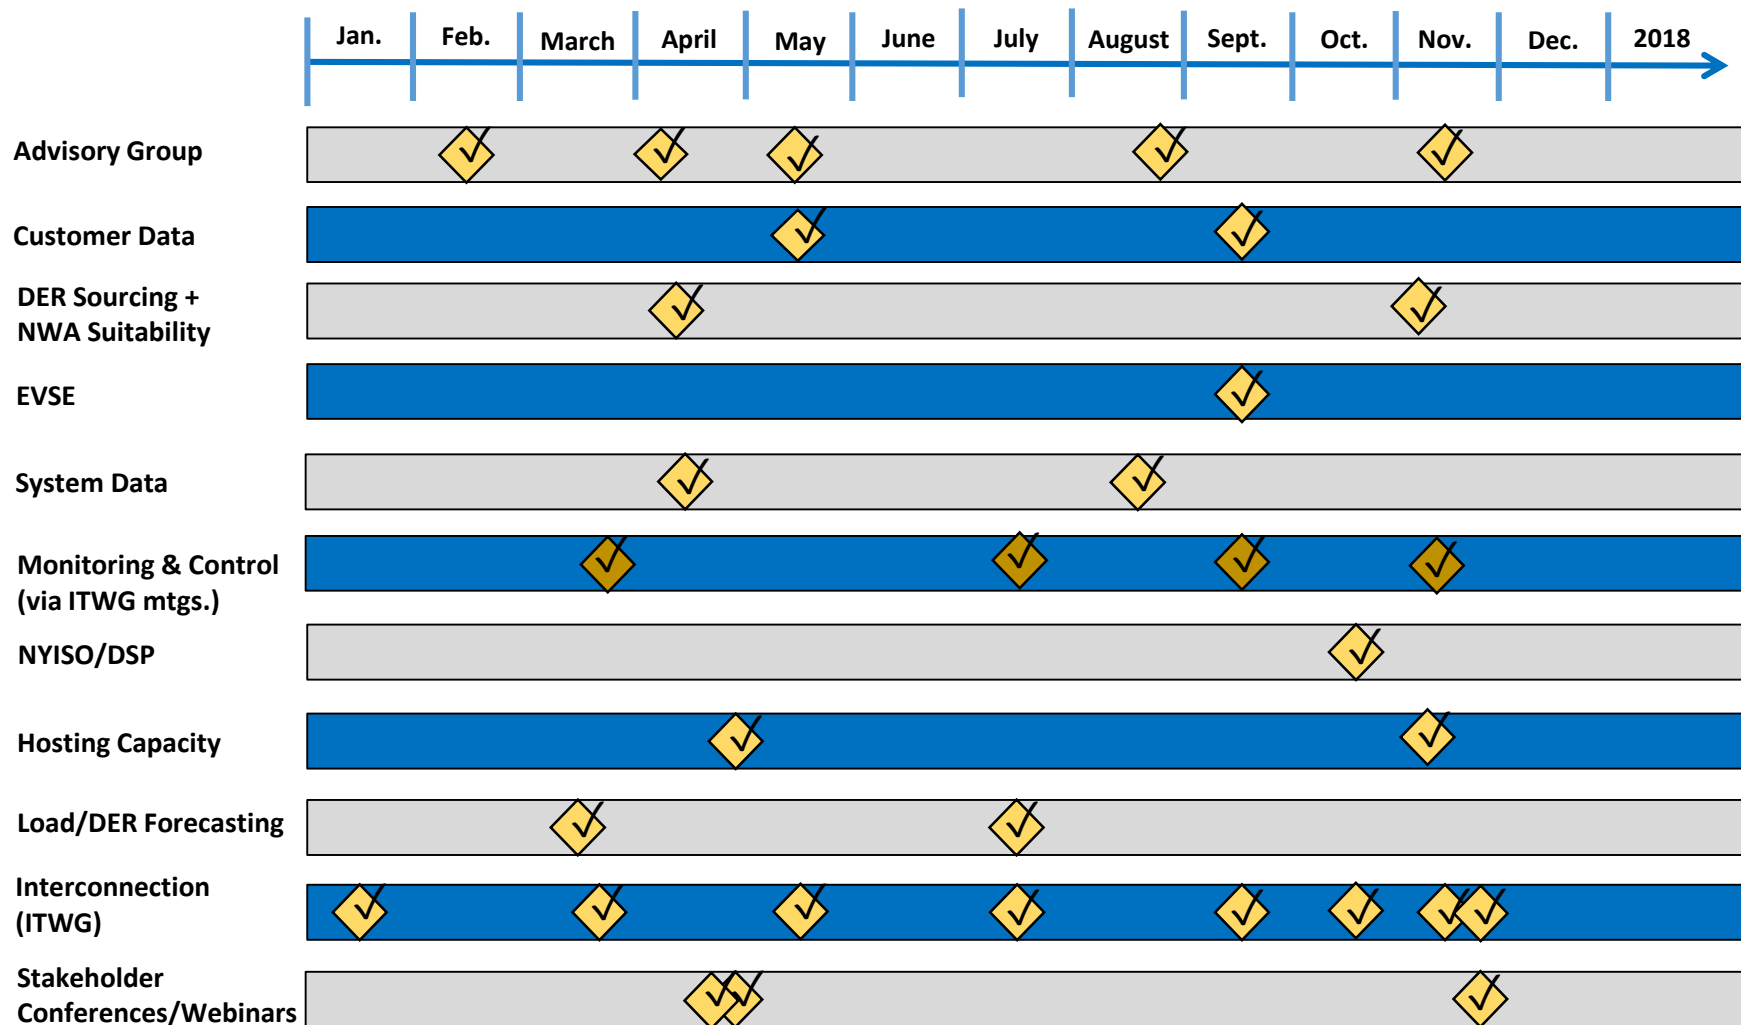 Jan. Feb. March April May June July August Sept. Oct. Nov. Dec. 2018
Advisory Group
Customer Data
DER Sourcing +
NWA Suitability
EVSE
System Data
Monitoring & Control
(via ITWG mtgs.)
NYISO/DSP
Hosting Capacity
Load/DER Forecasting
Interconnection
(ITWG)
Stakeholder
Conferences/Webinars